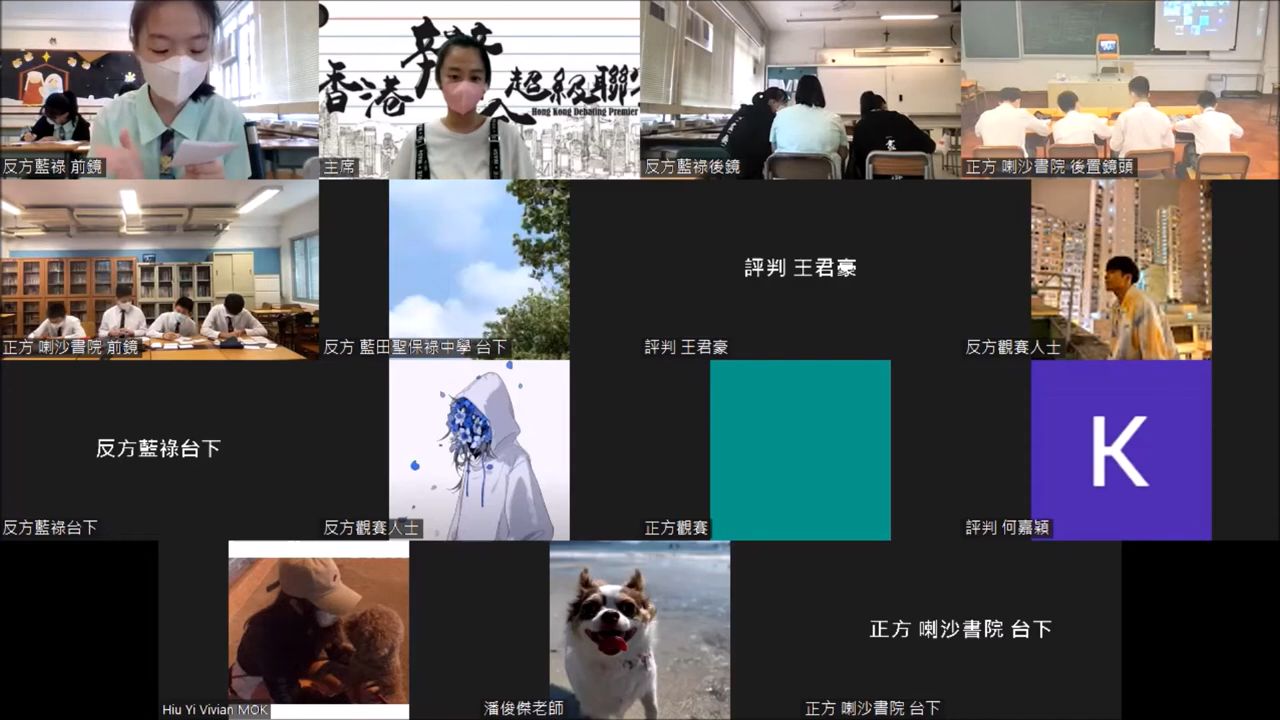 反方藍祿 前鏡
香港辯論超級聯賽
Hong Kong Debating Premier
主席
反方藍祿後鏡
正方 喇沙書院 後置鏡頭
正方 喇沙書院 前鏡
反方 藍田聖保祿中學 台下
評判 王君豪
評判 王君豪
反方觀賽人士
反方藍祿台下
反方藍祿台下
反方觀賽人士
正方觀賽
K
評判 何嘉穎
Hiu Yi Vivian MOK
潘俊傑老師
正方 喇沙書院 台下
正方 喇沙書院 台下